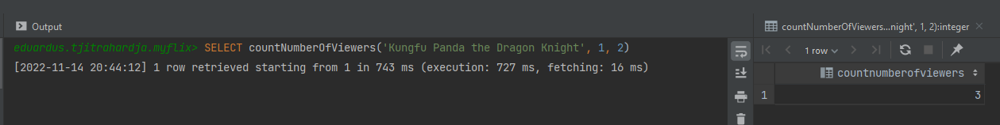 Output
eduardus.tjitrahardja.myflix> SELECT countNumberOfViewers('Kungfu Panda the Dragon Knight', 1, 2)
[2022-11-14 20:44:12] 1 row retrieved starting from 1 in 743 ms (execution: 727 ms, fetching: 16 ms)
countNumberOfViewers...night', 1, 2):integer
1 row
countnumberofviewers
1 3